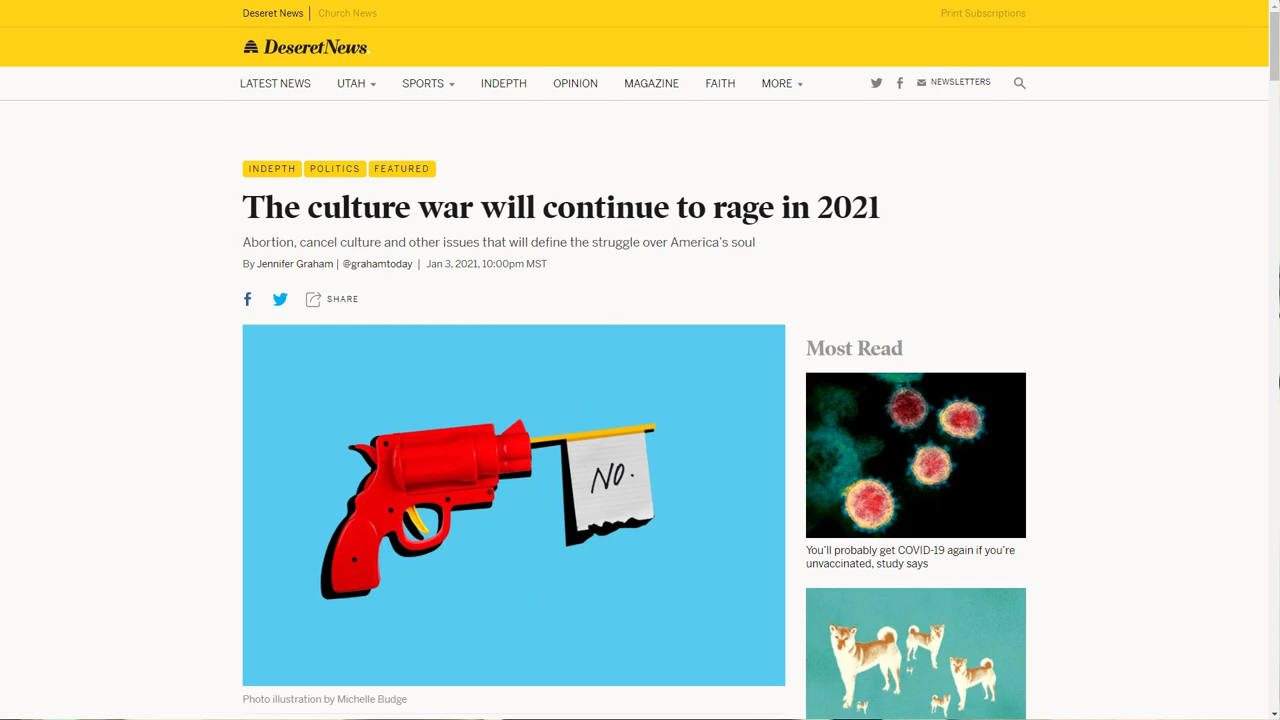 Deseret News
Church News
Print Subscriptions
Deseret News
LATEST NEWS
UTAH
SPORTS
INDEPTH
OPINION
MAGAZINE
FAITH
MORE
NEWSLETTERS
INDEPTH
POLITICS
FEATURED
The culture war will continue to rage in 2021
Abortion, cancel culture and other issues that will define the struggle over America's soul
By Jennifer Graham | @grahamtoday | Jan 3, 2021, 10:00pm MST
SHARE
NO.
Photo illustration by Michelle Budge
Most Read
You'll probably get COVID-19 again if you're
unvaccinated, study says